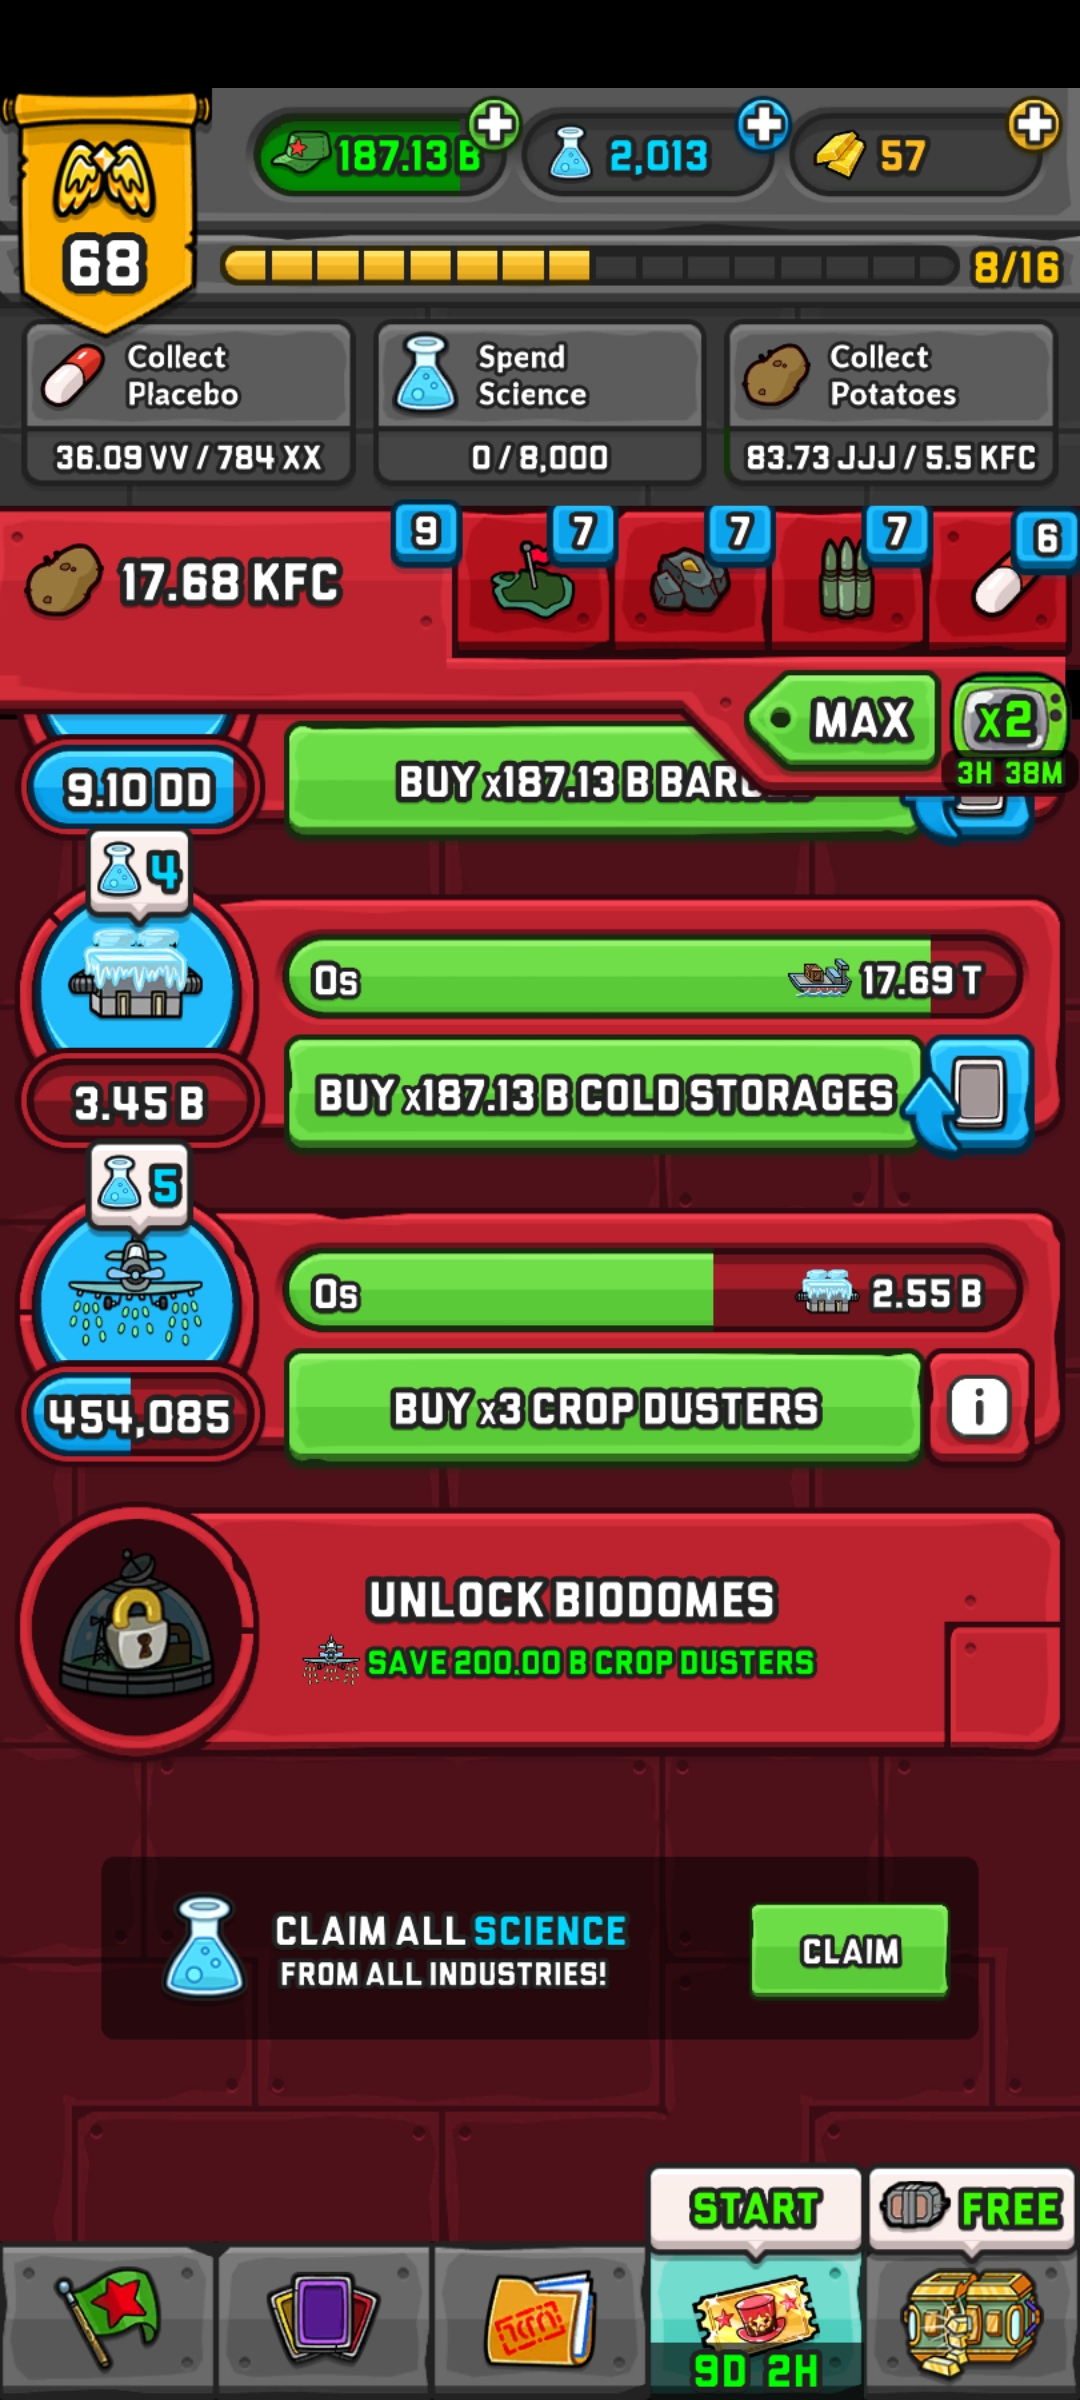 187.13 B
2,013
57
68
8/16
Collect
Placebo
36.09 VV / 784 XX
Spend
Science
0 / 8,000
Collect
Potatoes
83.73 JJJ / 5.5 KFC
17.68 KFC
9
7
7
7
6
MAX
x2
3H 38M
9.10 DD
BUY x187.13 B
4
0s
17.69 T
3.45 B
BUY x187.13 B COLD STORAGES
5
0s
2.55 B
454,085
BUY x3 CROP DUSTERS
i
UNLOCK BIODOMES
SAVE 200.00 B CROP DUSTERS
CLAIM ALL SCIENCE
FROM ALL INDUSTRIES!
CLAIM
START
FREE
9D 2H